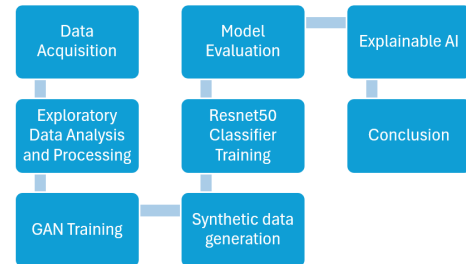 Data
Acquisition
Exploratory
Data Analysis
and Processing
GAN Training
Synthetic data
generation
Resnet50
Classifier
Training
Model
Evaluation
Explainable AI
Conclusion